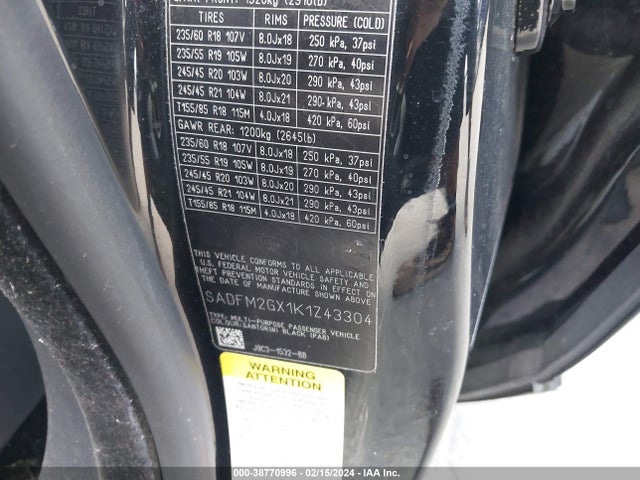 TIRES RIMS PRESSURE (COLD)
235/60 R18 107V 8.0Jx18 250 kPa, 37psi
235/55 R19 105W 8.0Jx19 270 kPa, 40psi
245/45 R20 103W 8.0Jx20 290 kPa, 43psi
245/45 R21 104W 8.0Jx21 290 kPa, 43psi
T155/85 R18 115M 4.0Jx18 420 kPa, 60psi
GAWR REAR: 1200kg (2645lb)
235/60 R18 107V 8.0Jx18 250 kPa, 37psi
235/55 R19 105W 8.0Jx19 270 kPa, 40psi
245/45 R20 103W 8.0Jx20 290 kPa, 43psi
245/45 R21 104W 8.0Jx21 290 kPa, 43psi
T155/85 R18 115M 4.0Jx18 420 kPa, 60psi
THIS VEHICLE CONFORMS TO ALL APPLICABLE
U.S. FEDERAL MOTOR VEHICLE SAFETY AND
THEFT PREVENTION STANDARDS IN EFFECT
SADFM2GX1K1Z43304
TYPE: MULTI-PURPOSE PASSENGER VEHICLE
COLOUR: SANTORINI BLACK (PAB)
J9C3-1532-BB
WARNING
ATTENTION
000-38770996 - 02/15/2024 - IAA Inc.